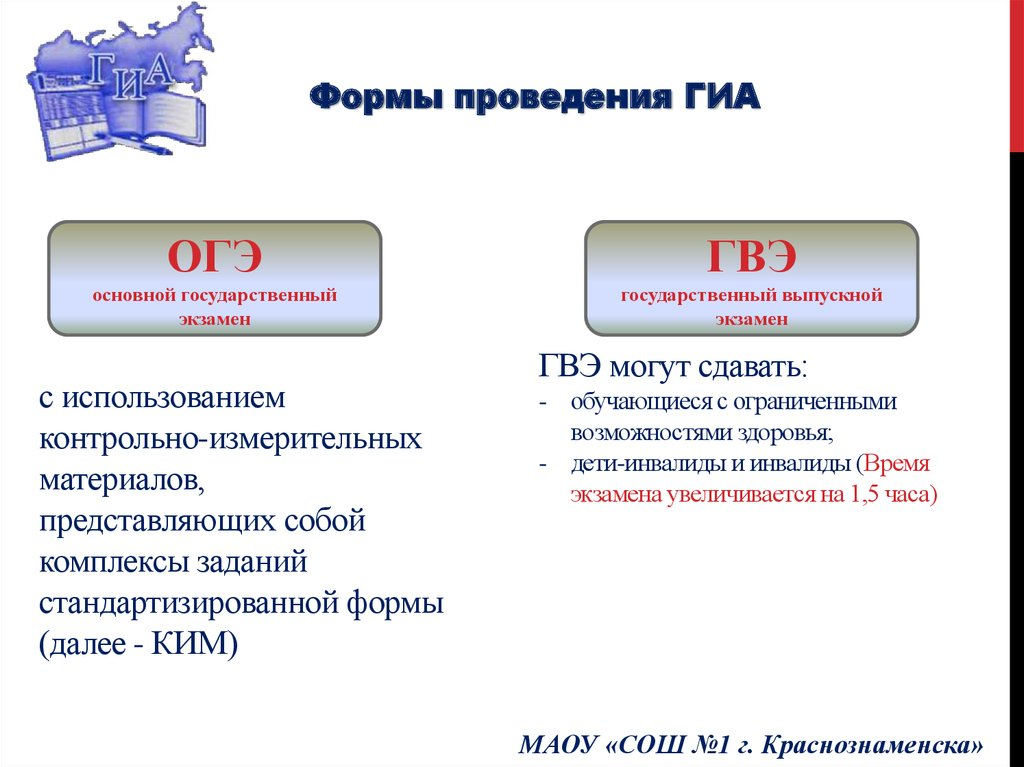 ГИА
Формы проведения ГИА
ОГЭ
основной государственный
экзамен
с использованием
контрольно-измерительных
материалов,
представляющих собой
комплексы заданий
стандартизированной формы
(далее - КИМ)
ГВЭ
государственный выпускной
экзамен
ГВЭ могут сдавать:
- обучающиеся с ограниченными
возможностями здоровья;
- дети-инвалиды и инвалиды (Время
экзамена увеличивается на 1,5 часа)
МАОУ «СОШ №1 г. Краснознаменска»